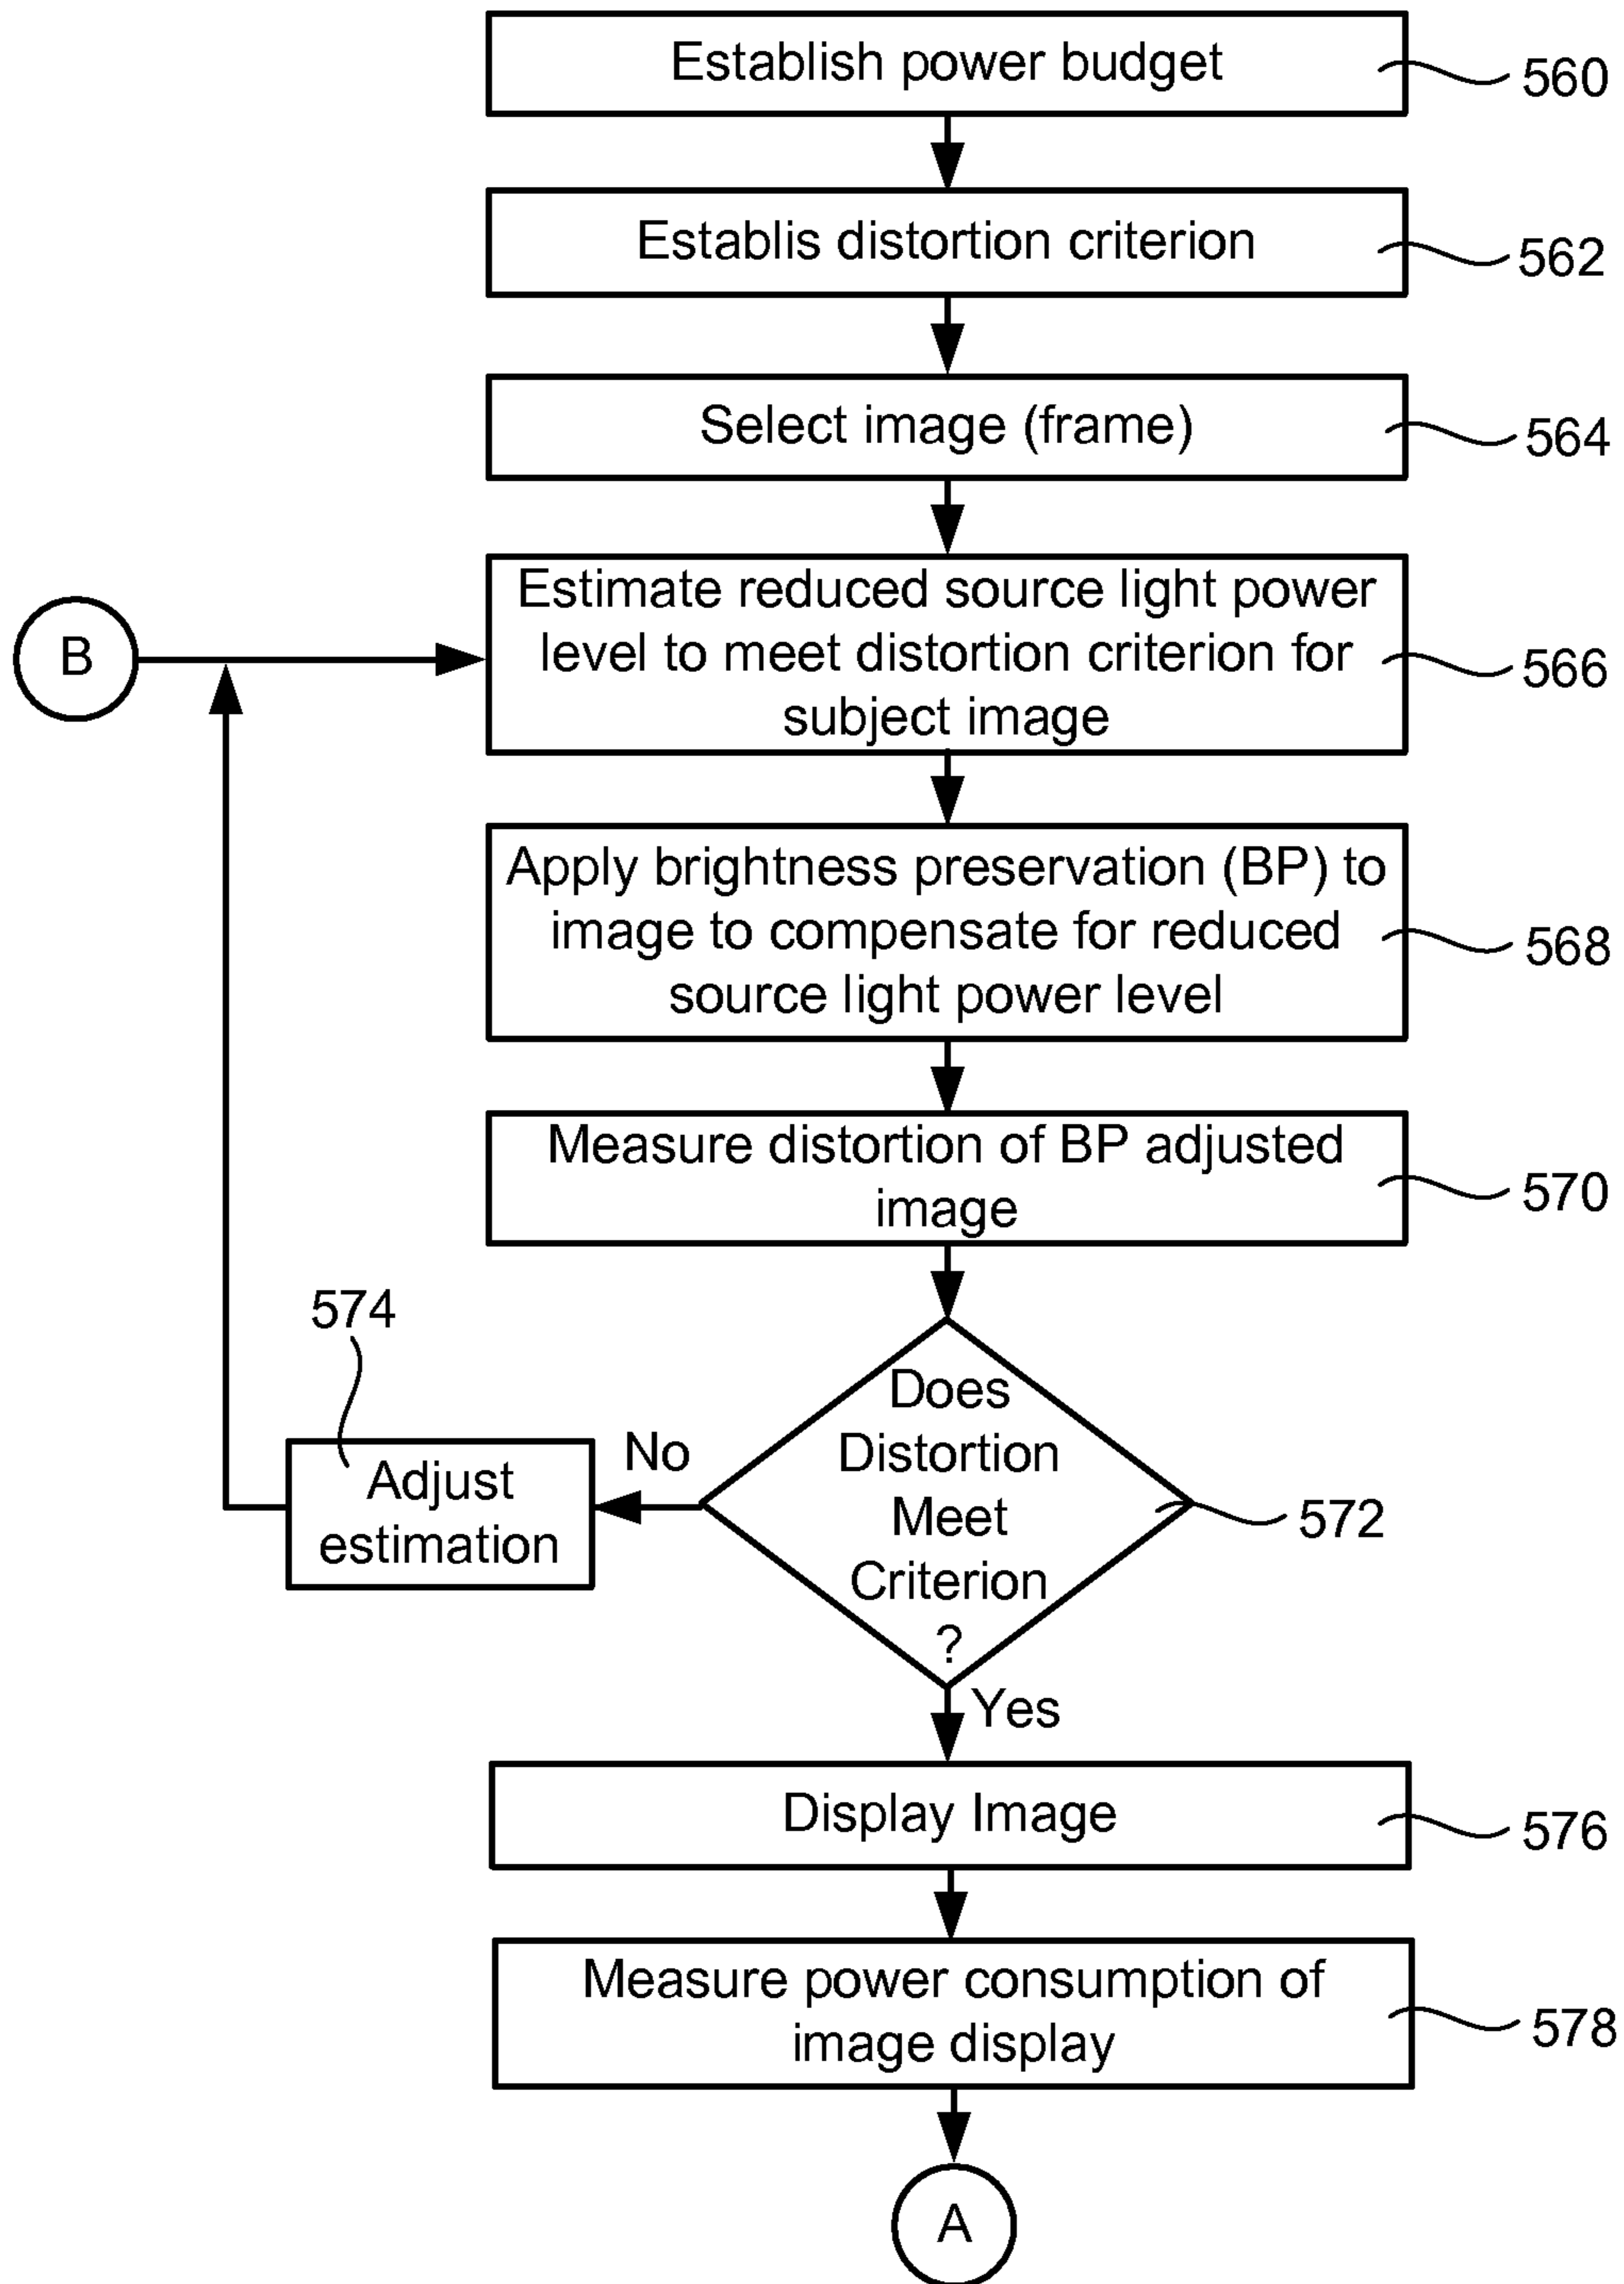 Establish power budget
560
Establis distortion criterion
562
Select image (frame)
564
Estimate reduced source light power
level to meet distortion criterion for
subject image
566
B
Apply brightness preservation (BP) to
image to compensate for reduced
source light power level
568
Measure distortion of BP adjusted
image
570
574
Does
Distortion
Meet
Criterion
?
572
No
Adjust
estimation
Yes
Display Image
576
Measure power consumption of
image display
578
A